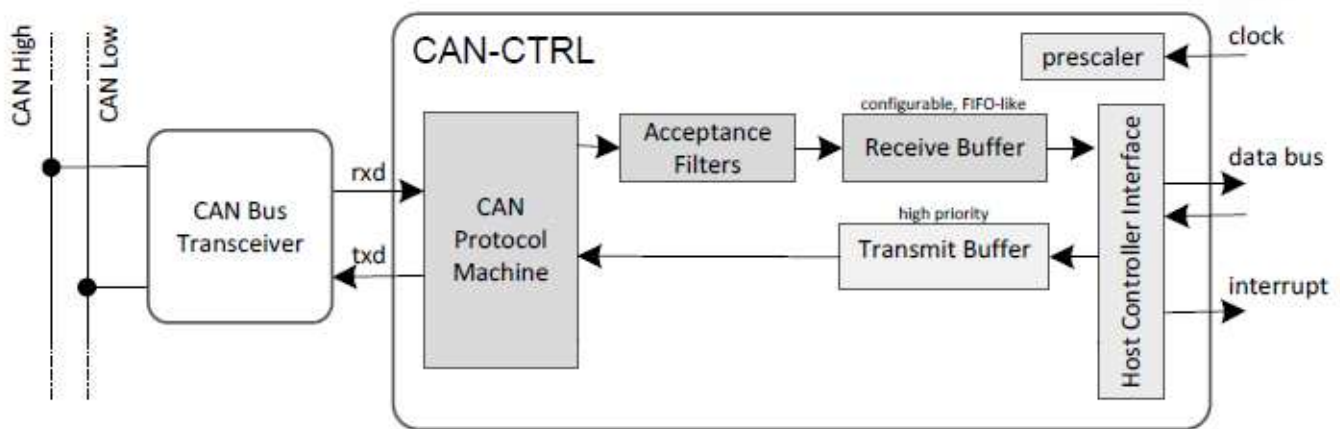 CAN High
CAN Low
CAN-CTRL
prescaler
clock
configurable, FIFO-like
Acceptance
Filters
Receive Buffer
Host Controller Interface
data bus
rxd
CAN Bus
Transceiver
CAN
Protocol
Machine
high priority
Transmit Buffer
txd
interrupt